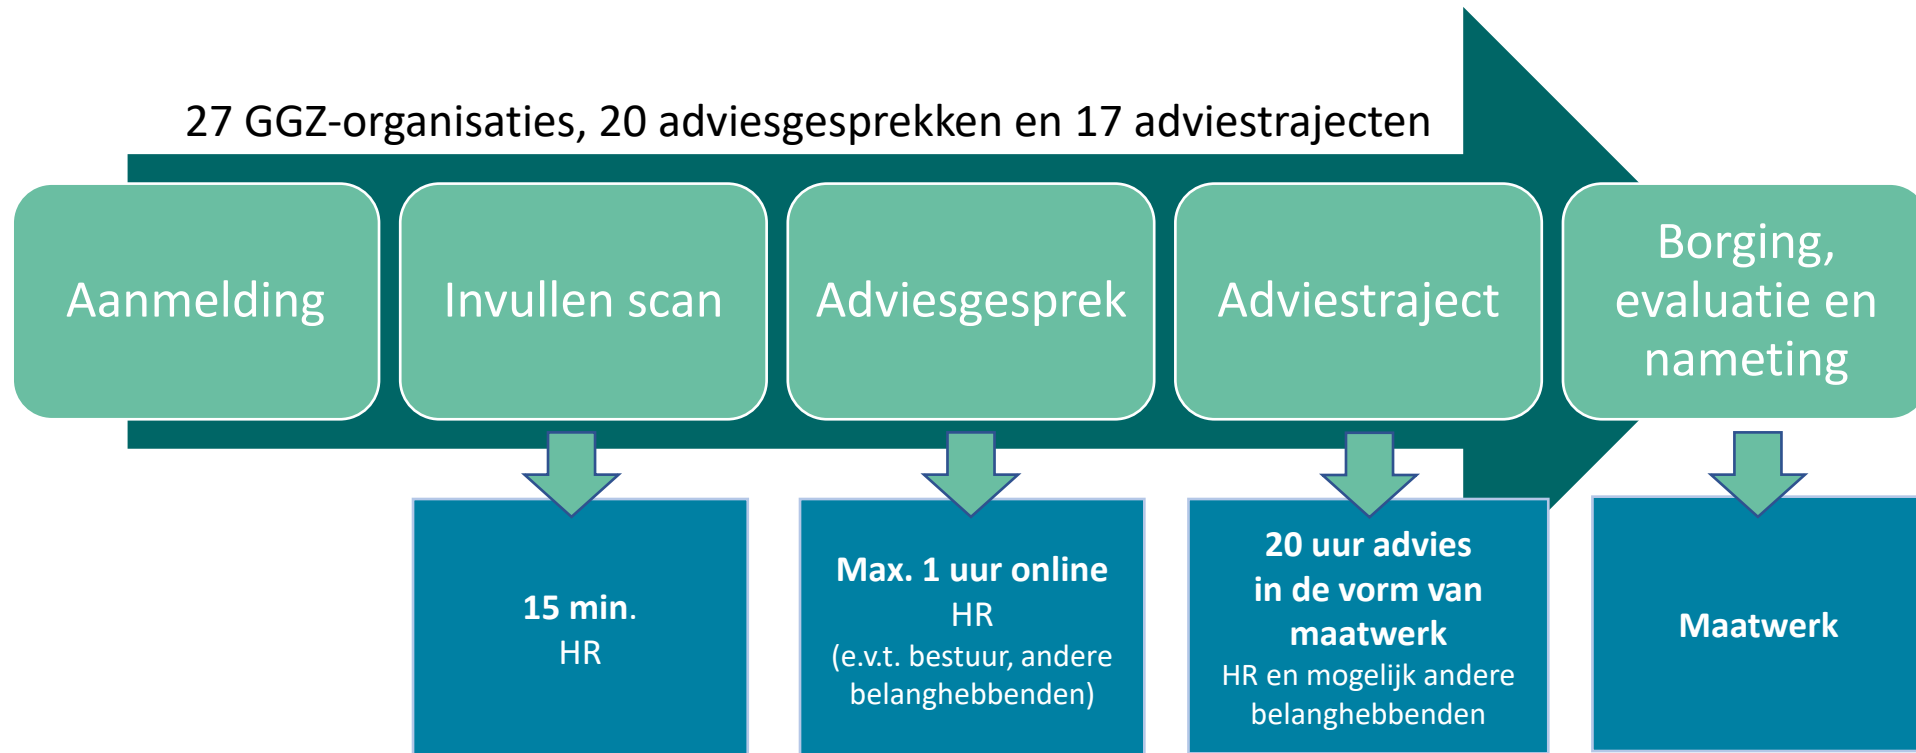 27 GGZ-organisaties, 20 adviesgesprekken en 17 adviestrajecten
Aanmelding
Invullen scan
Adviesgesprek
Adviestraject
Borging,
evaluatie en
nameting
15 min.
HR
Max. 1 uur online
HR
(e.v.t. bestuur, andere
belanghebbenden)
20 uur advies
in de vorm van
maatwerk
HR en mogelijk andere
belanghebbenden
Maatwerk